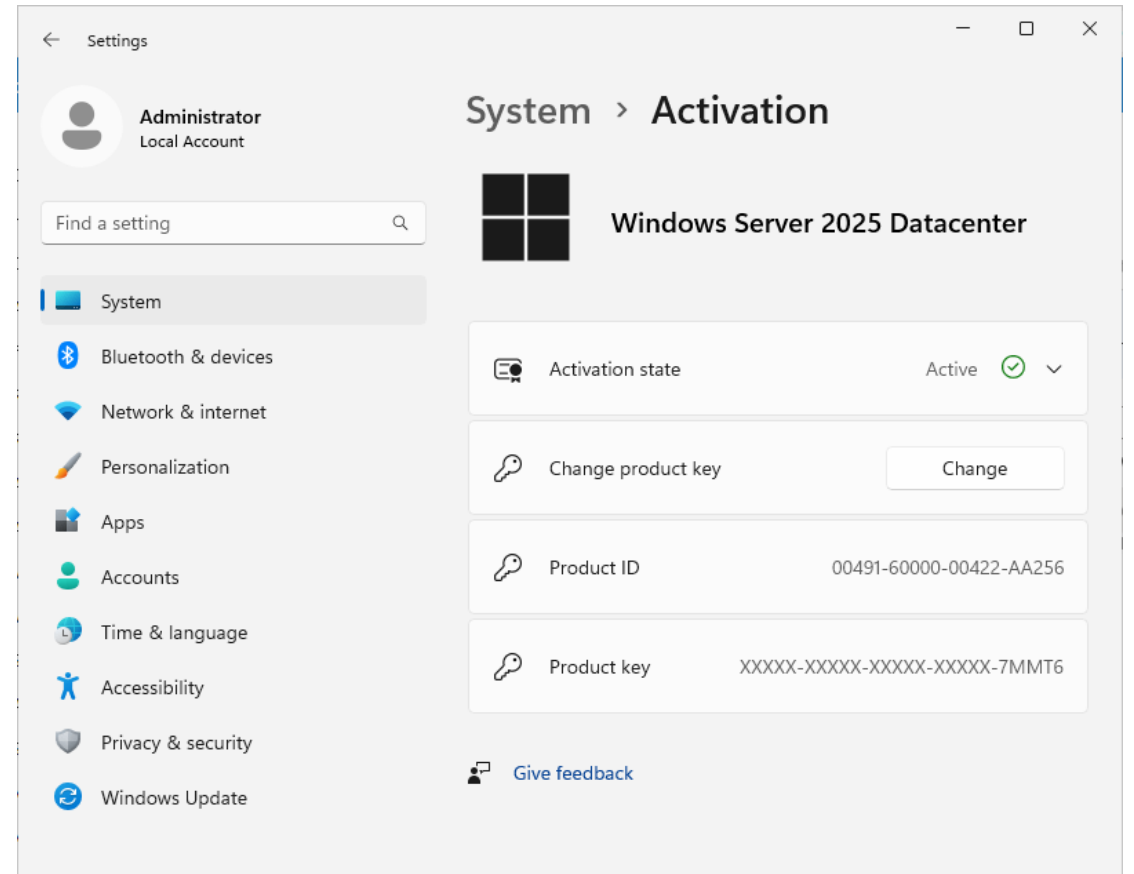 Settings
Administrator
Local Account
Find a setting
System
Bluetooth & devices
Network & internet
Personalization
Apps
Accounts
Time & language
Accessibility
Privacy & security
Windows Update
System > Activation
Windows Server 2025 Datacenter
Activation state Active
Change product key Change
Product ID 00491-60000-00422-AA256
Product key XXXXX-XXXXX-XXXXX-XXXXX-7MMT6
Give feedback